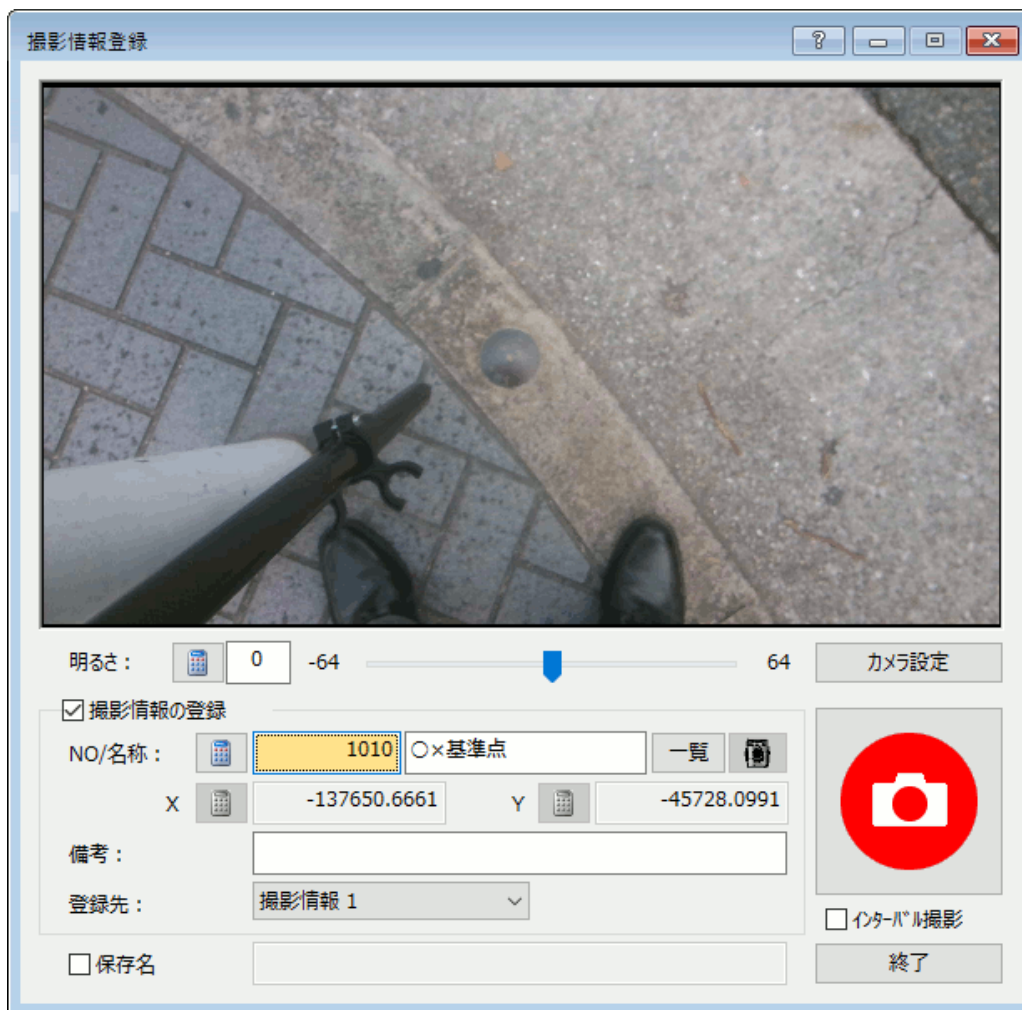 撮影情報登録
明るさ： 0 -64 64 カメラ設定
撮影情報の登録
NO/名称： 1010 ○×基準点 一覧
X -137650.6661 Y -45728.0991
備考：
登録先： 撮影情報 1
ｲﾝﾀｰﾊﾞﾙ撮影
保存名 終了